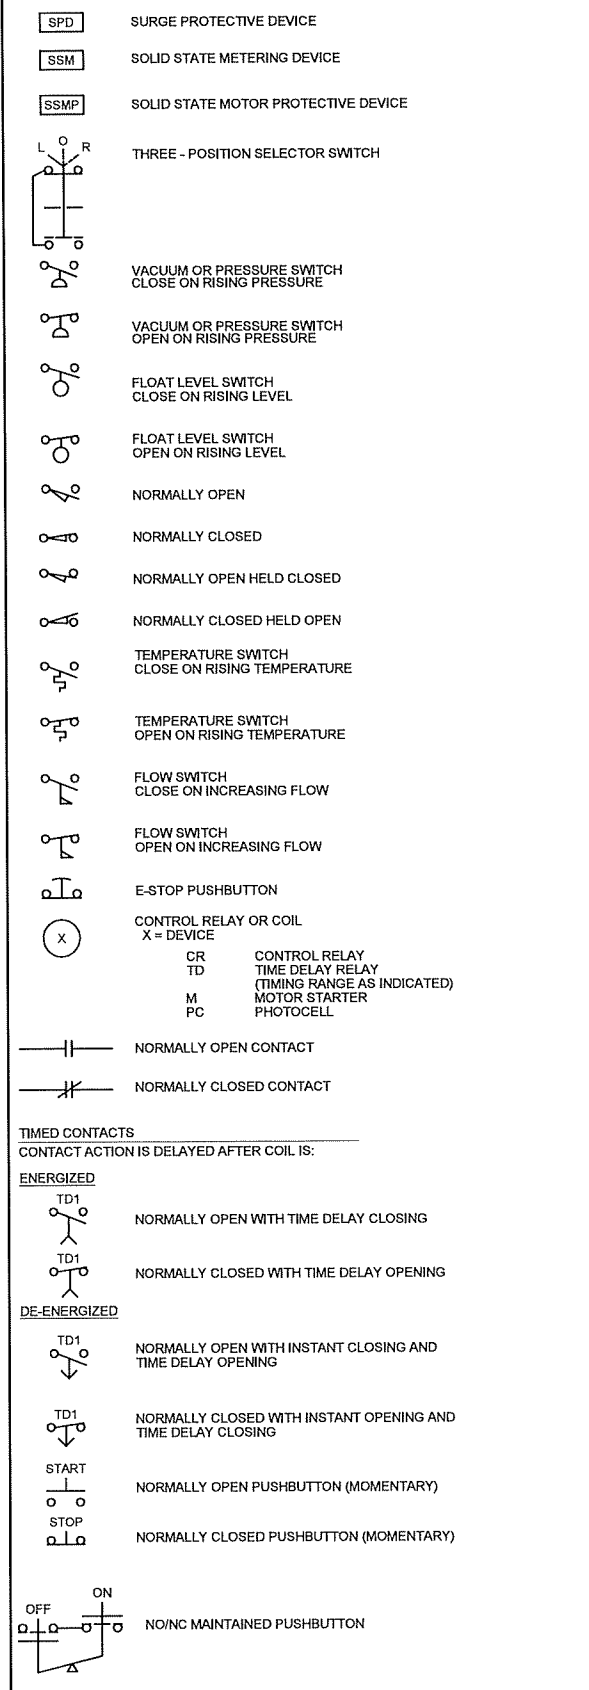 SPD SURGE PROTECTIVE DEVICE
SSM SOLID STATE METERING DEVICE
SSMP SOLID STATE MOTOR PROTECTIVE DEVICE
L O R THREE - POSITION SELECTOR SWITCH
VACUUM OR PRESSURE SWITCH
CLOSE ON RISING PRESSURE
VACUUM OR PRESSURE SWITCH
OPEN ON RISING PRESSURE
FLOAT LEVEL SWITCH
CLOSE ON RISING LEVEL
FLOAT LEVEL SWITCH
OPEN ON RISING LEVEL
NORMALLY OPEN
NORMALLY CLOSED
NORMALLY OPEN HELD CLOSED
NORMALLY CLOSED HELD OPEN
TEMPERATURE SWITCH
CLOSE ON RISING TEMPERATURE
TEMPERATURE SWITCH
OPEN ON RISING TEMPERATURE
FLOW SWITCH
CLOSE ON INCREASING FLOW
FLOW SWITCH
OPEN ON INCREASING FLOW
E-STOP PUSHBUTTON
CONTROL RELAY OR COIL
X X = DEVICE
CR CONTROL RELAY
TD TIME DELAY RELAY
(TIMING RANGE AS INDICATED)
M MOTOR STARTER
PC PHOTOCELL
NORMALLY OPEN CONTACT
NORMALLY CLOSED CONTACT
TIMED CONTACTS
CONTACT ACTION IS DELAYED AFTER COIL IS:
ENERGIZED
TD1
NORMALLY OPEN WITH TIME DELAY CLOSING
TD1
NORMALLY CLOSED WITH TIME DELAY OPENING
DE-ENERGIZED
TD1
NORMALLY OPEN WITH INSTANT CLOSING AND
TIME DELAY OPENING
TD1
NORMALLY CLOSED WITH INSTANT OPENING AND
TIME DELAY CLOSING
START
NORMALLY OPEN PUSHBUTTON (MOMENTARY)
STOP
NORMALLY CLOSED PUSHBUTTON (MOMENTARY)
ON
OFF
NO/NC MAINTAINED PUSHBUTTON